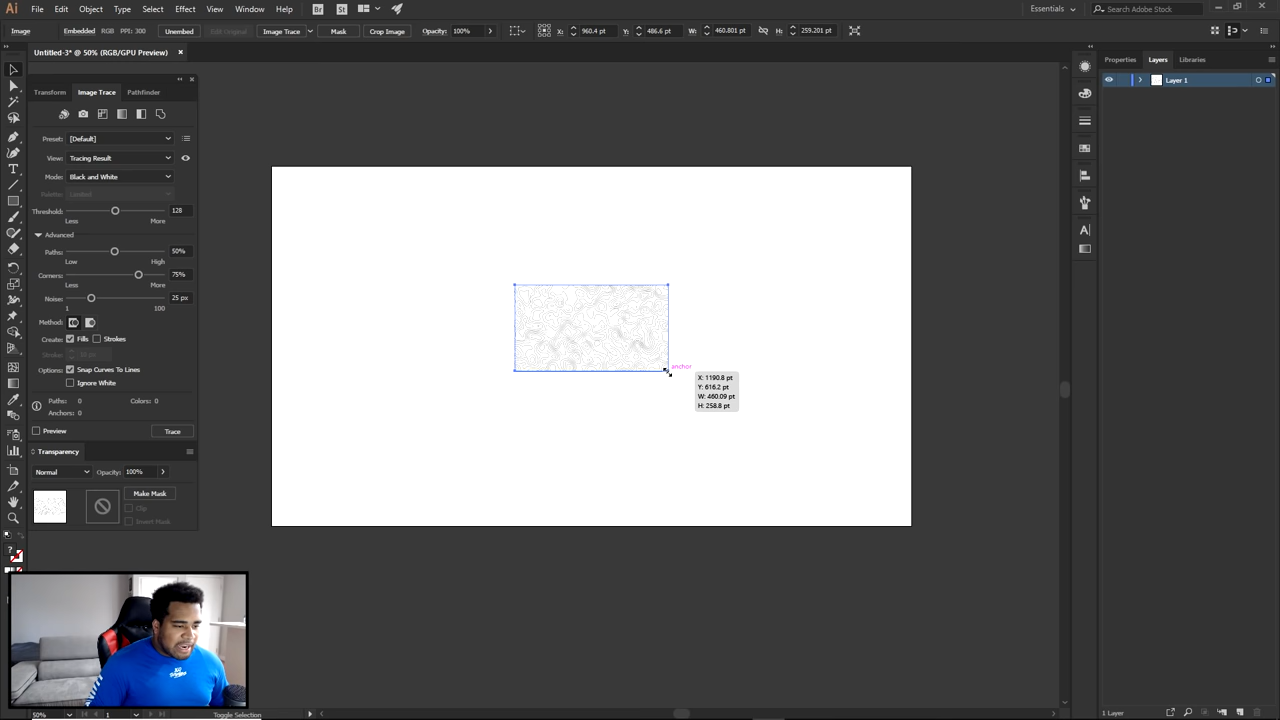 Ai File Edit Object Type Select Effect View Window Help Br St Essentials Search Adobe Stock
Image Embedded RGB PPI: 300 Unembed Edit Original Image Trace Mask Crop Image Opacity: 100% X: 960.4 pt Y: 486.6 pt W: 460.801 pt H: 259.201 pt
Untitled-3* @ 50% (RGB/GPU Preview)
Transform Image Trace Pathfinder
Preset: [Default]
View: Tracing Result
Mode: Black and White
Palette: Limited
Threshold: 128
Less More
Advanced
Paths: 50%
Low High
Corners: 75%
Less More
Noise: 25 px
1 100
Method:
Create: Fills Strokes
Stroke:
Options: Snap Curves To Lines
Ignore White
Paths: 0 Colors: 0
Anchors: 0
Preview Trace
Transparency
Normal Opacity: 100%
Make Mask
Clip
Invert Mask
anchor
X: 1190.8 pt
Y: 616.2 pt
W: 460.09 pt
H: 258.8 pt
Properties Layers Libraries
Layer 1
50% 1 Toggle Selection
1 Layer